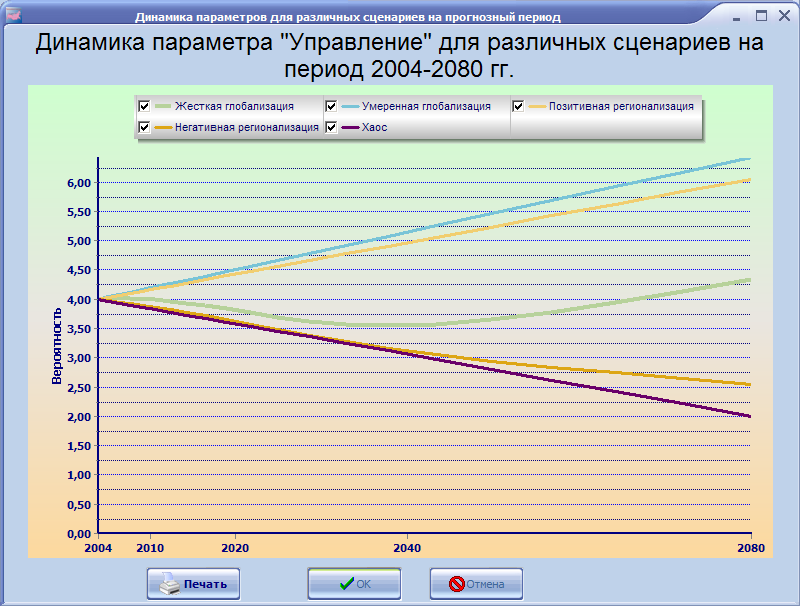 Динамика параметров для различных сценариев на прогнозный период
Динамика параметра "Управление" для различных сценариев на
период 2004-2080 гг.
Жесткая глобализация Умеренная глобализация Позитивная регионализация
Негативная регионализация Хаос
Вероятность
6,00
5,50
5,00
4,50
4,00
3,50
3,00
2,50
2,00
1,50
1,00
0,50
0,00
2004 2010 2020 2040 2080
Печать OK Отмена